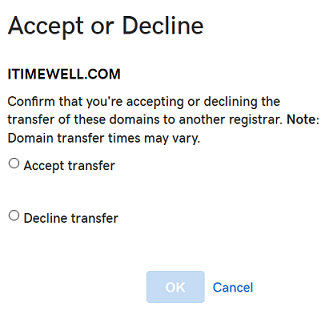 Accept or Decline
ITIMEWELL.COM
Confirm that you're accepting or declining the
transfer of these domains to another registrar. Note:
Domain transfer times may vary.
Accept transfer
Decline transfer
OK Cancel